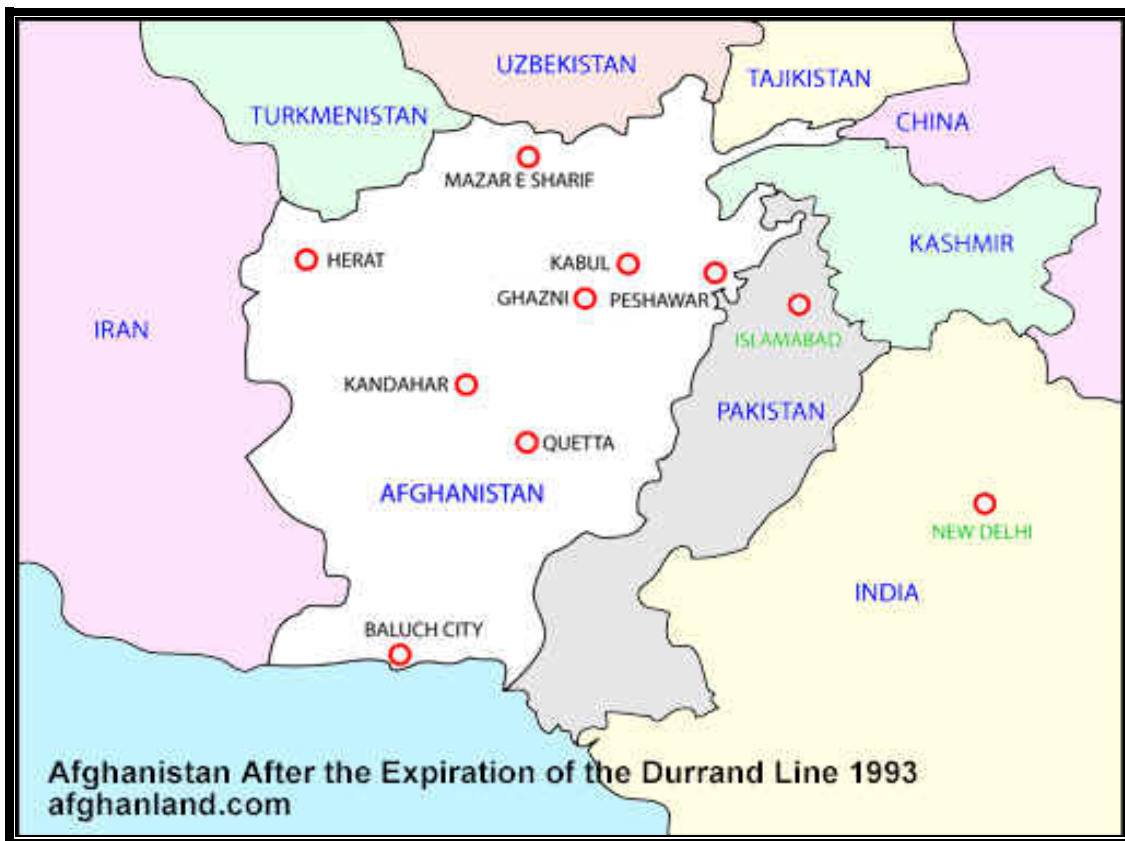 UZBEKISTAN
TAJIKISTAN
TURKMENISTAN
CHINA
MAZAR E SHARIF
KASHMIR
HERAT
KABUL
GHAZNI
PESHAWAR
IRAN
ISLAMABAD
KANDAHAR
PAKISTAN
QUETTA
AFGHANISTAN
NEW DELHI
INDIA
BALUCH CITY
Afghanistan After the Expiration of the Durrand Line 1993
afghanland.com